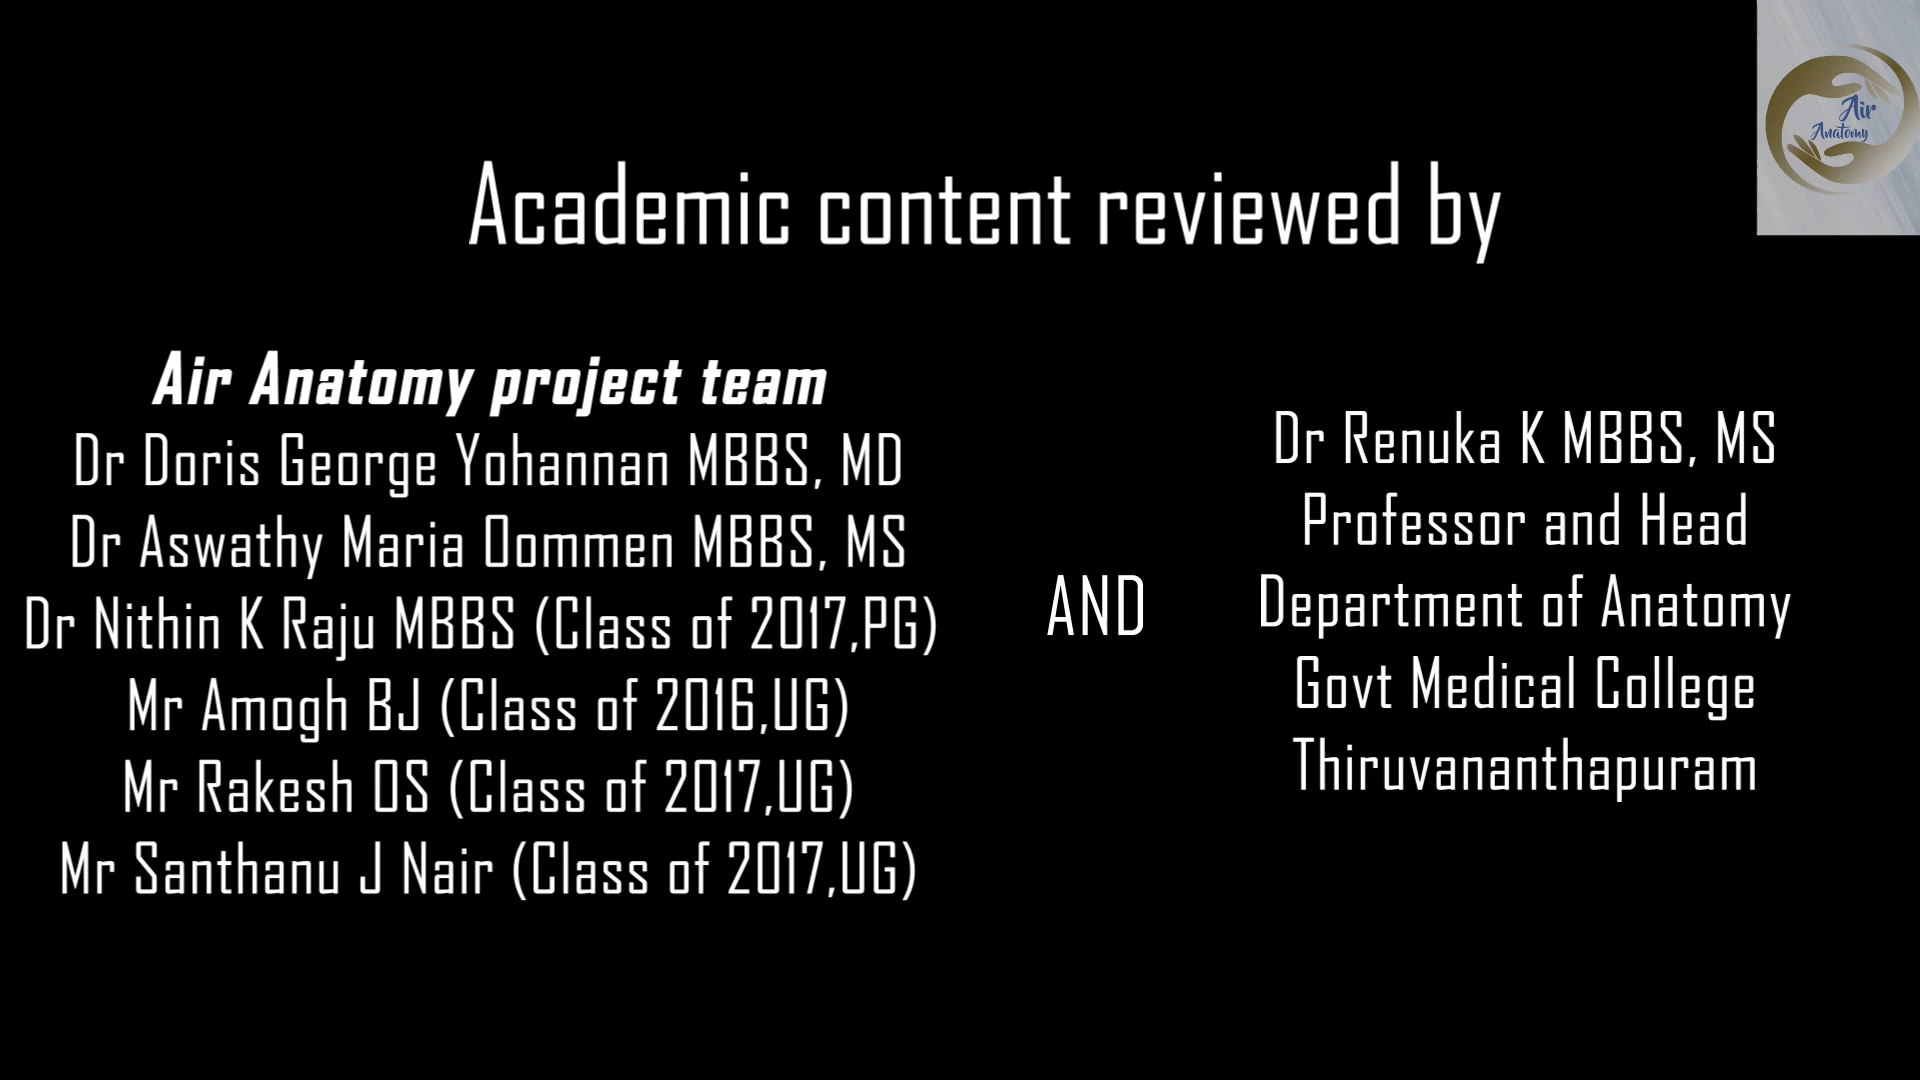 Air
Anatomy
Academic content reviewed by
Air Anatomy project team
Dr Doris George Yohannan MBBS, MD
Dr Aswathy Maria Oommen MBBS, MS
Dr Nithin K Raju MBBS (Class of 2017,PG)
Mr Amogh BJ (Class of 2016,UG)
Mr Rakesh OS (Class of 2017,UG)
Mr Santhanu J Nair (Class of 2017,UG)
AND
Dr Renuka K MBBS, MS
Professor and Head
Department of Anatomy
Govt Medical College
Thiruvananthapuram